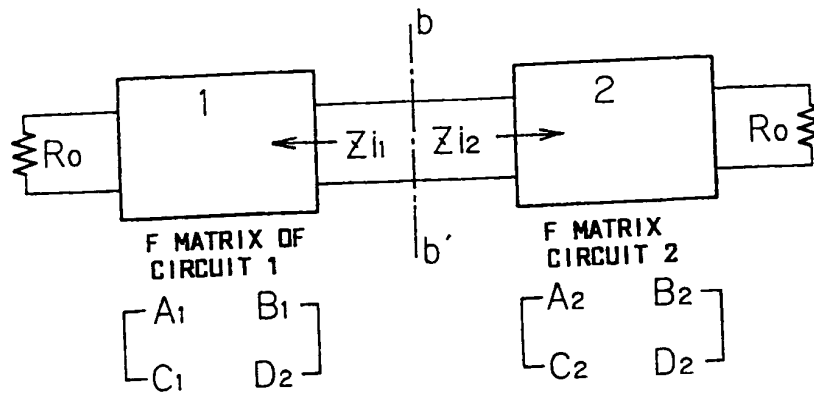 b
1
2
Ro
Zi1
Zi2
Ro
b′
F MATRIX OF
CIRCUIT 1
F MATRIX
CIRCUIT 2
A1 B1
C1 D2
A2 B2
C2 D2